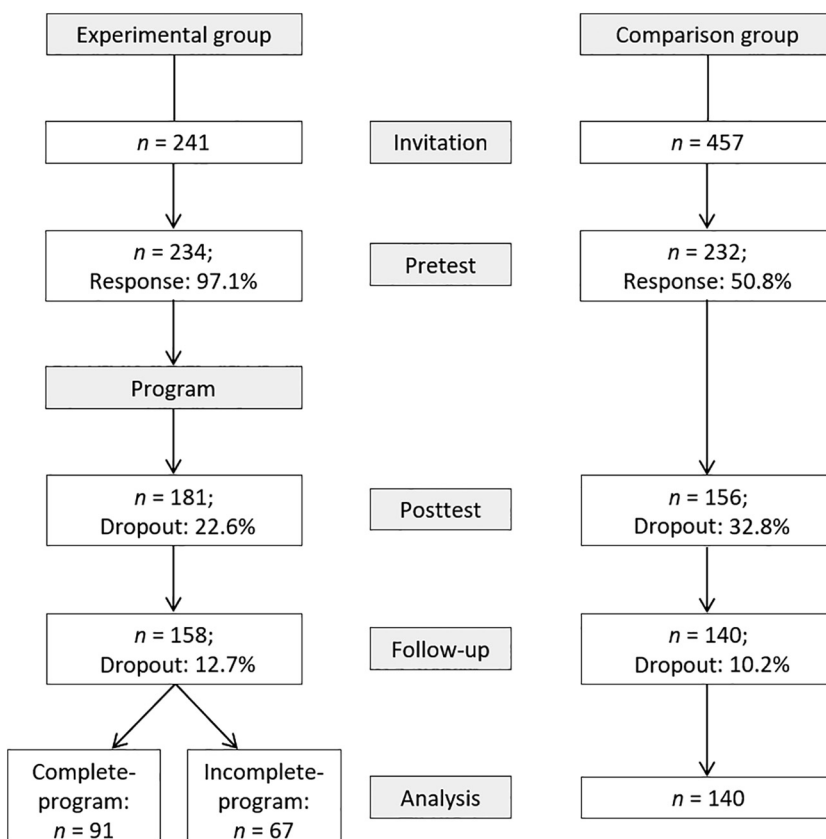 Experimental group
Comparison group
n = 241
Invitation
n = 457
n = 234;
Response: 97.1%
Pretest
n = 232;
Response: 50.8%
Program
n = 181;
Dropout: 22.6%
Posttest
n = 156;
Dropout: 32.8%
n = 158;
Dropout: 12.7%
Follow-up
n = 140;
Dropout: 10.2%
Complete-
program:
n = 91
Incomplete-
program:
n = 67
Analysis
n = 140